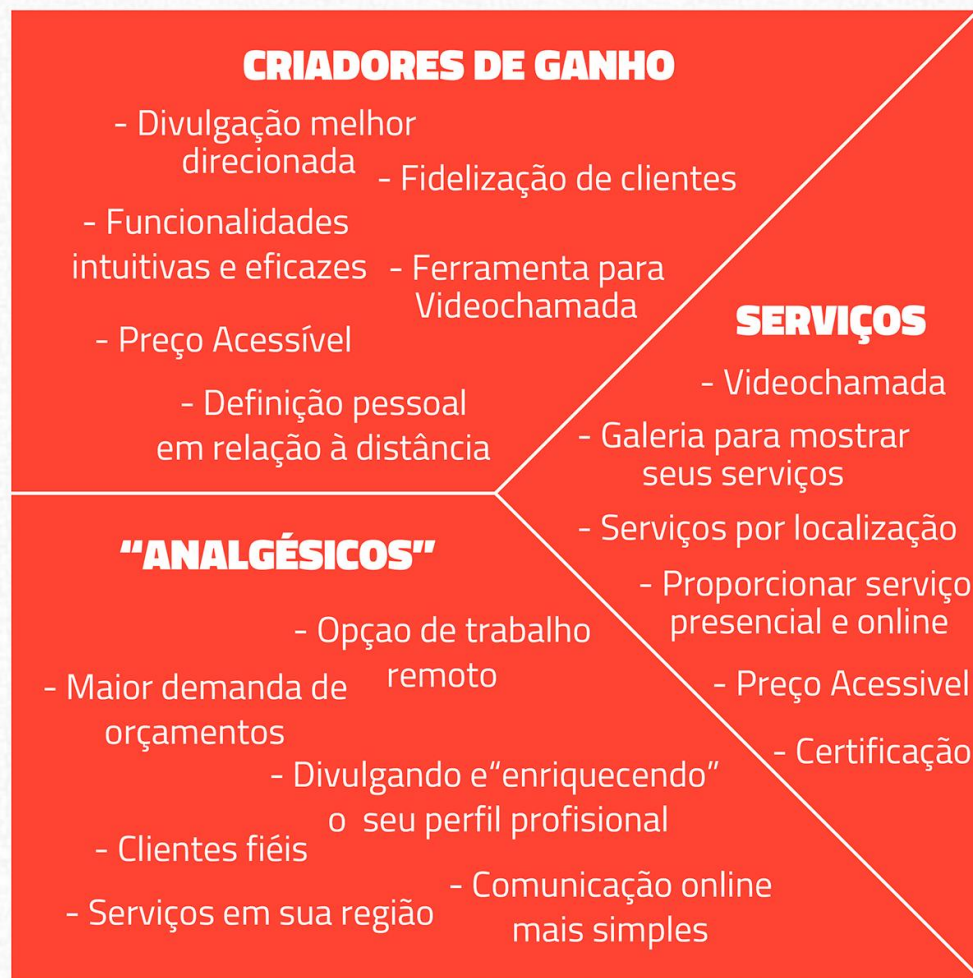 CRIADORES DE GANHO
- Divulgação melhor
direcionada
- Fidelização de clientes
- Funcionalidades
intuitivas e eficazes
- Ferramenta para
Videochamada
- Preço Acessível
- Definição pessoal
em relação à distância
"ANALGÉSICOS"
- Opçao de trabalho
remoto
- Maior demanda de
orçamentos
- Divulgando e"enriquecendo"
o seu perfil profisional
- Clientes fiéis
- Comunicação online
mais simples
- Serviços em sua região
SERVIÇOS
- Videochamada
- Galeria para mostrar
seus serviços
- Serviços por localização
- Proporcionar serviço
presencial e online
- Preço Acessivel
- Certificação